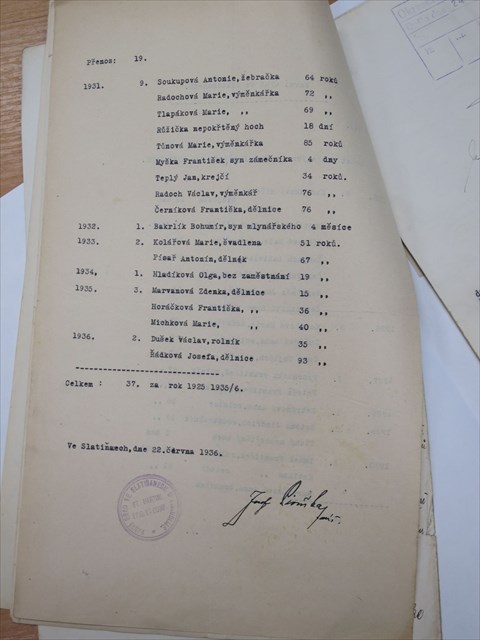 Přenos: 19.
1931. 9. Soukupová Antonie,žebračka 64 roků
Radochová Marie,výměnkářka 72 ,,
Tlapáková Marie, ,, 69 ,,
Růžička nepokřtěný hoch 18 dní
Tůnová Marie,výměnkářka 85 roků
Myška František syn zámečníka 4 dny
Teplý Jan,krejčí 34 roků.
Radoch Václav,výměnkář 76 ,,
Černíková Františka,dělnice 76 ,,
1932. 1. Bakrlík Bohumír,syn mlynářského 4 měsíce
1933. 2. Kolářová Marie,švadlena 51 roků.
Písař Antonín,dělnák 67 ,,
1934, 1. Hladíková Olga,bez zaměstnání 19 ,,
1935. 3. Marvanová Zdenka,dělnice 15 ,,
Horáčková Františka, ,, 36 ,,
Michková Marie, ,, 40 ,,
1936. 2. Dušek Václav,rolník 35 ,,
Řádková Josefa,dělnice 93 ,,
------------------------------
Celkem : 37. za rok 1925 1935/6.
Ve Slatiňanech,dne 22.června 1936.
Josef